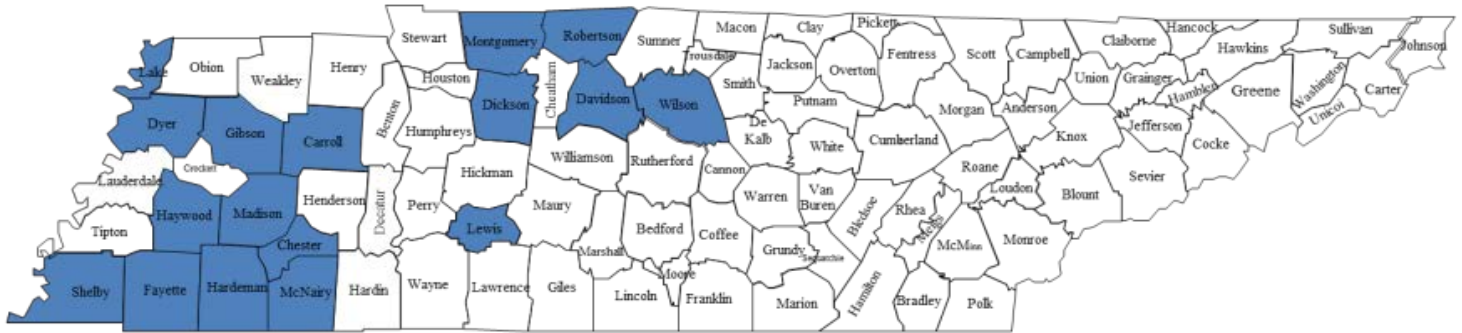 Stewart
Montgomery
Robertson
Sumner
Macon
Clay
Pickett
Fentress
Scott
Campbell
Claiborne
Hancock
Hawkins
Sullivan
Johnson
Lake
Obion
Weakley
Henry
Houston
Dickson
Cheatham
Davidson
Wilson
Trousdale
Smith
Jackson
Overton
Putnam
Morgan
Anderson
Union
Grainger
Hamblen
Greene
Washington
Unicoi
Carter
Dyer
Gibson
Carroll
Benton
Humphreys
Williamson
Rutherford
De
Kalb
White
Cumberland
Roane
Knox
Jefferson
Cocke
Sevier
Blount
Loudon
Crockett
Lauderdale
Haywood
Madison
Henderson
Decatur
Perry
Hickman
Maury
Cannon
Warren
Van
Buren
Bledsoe
Rhea
Meigs
McMinn
Monroe
Tipton
Chester
Lewis
Marshall
Bedford
Coffee
Grundy
Sequatchie
Moore
Shelby
Fayette
Hardeman
McNairy
Hardin
Wayne
Lawrence
Giles
Lincoln
Franklin
Marion
Hamilton
Bradley
Polk